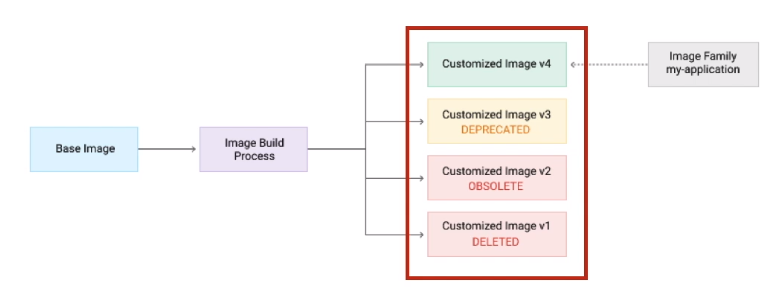 Base Image
Image Build
Process
Customized Image v4
Customized Image v3
DEPRECATED
Customized Image v2
OBSOLETE
Customized Image v1
DELETED
Image Family
my-application